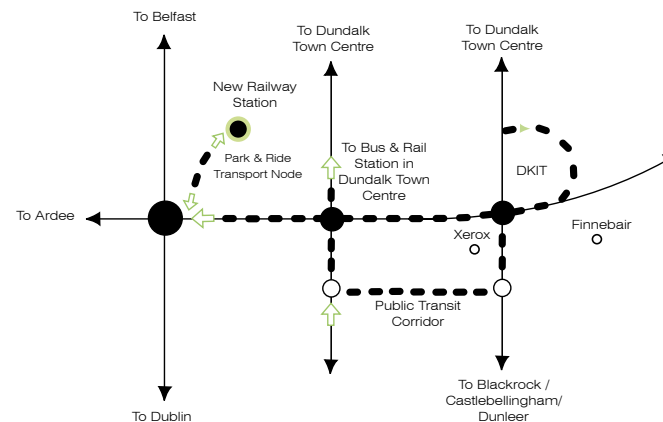 To Belfast
To Dundalk
Town Centre
To Dundalk
Town Centre
New Railway
Station
Park & Ride
Transport Node
To Bus & Rail
Station in
Dundalk Town
Centre
DKIT
To Ardee
Xerox
Finnebair
Public Transit
Corridor
To Blackrock /
Castlebellingham/
Dunleer
To Dublin